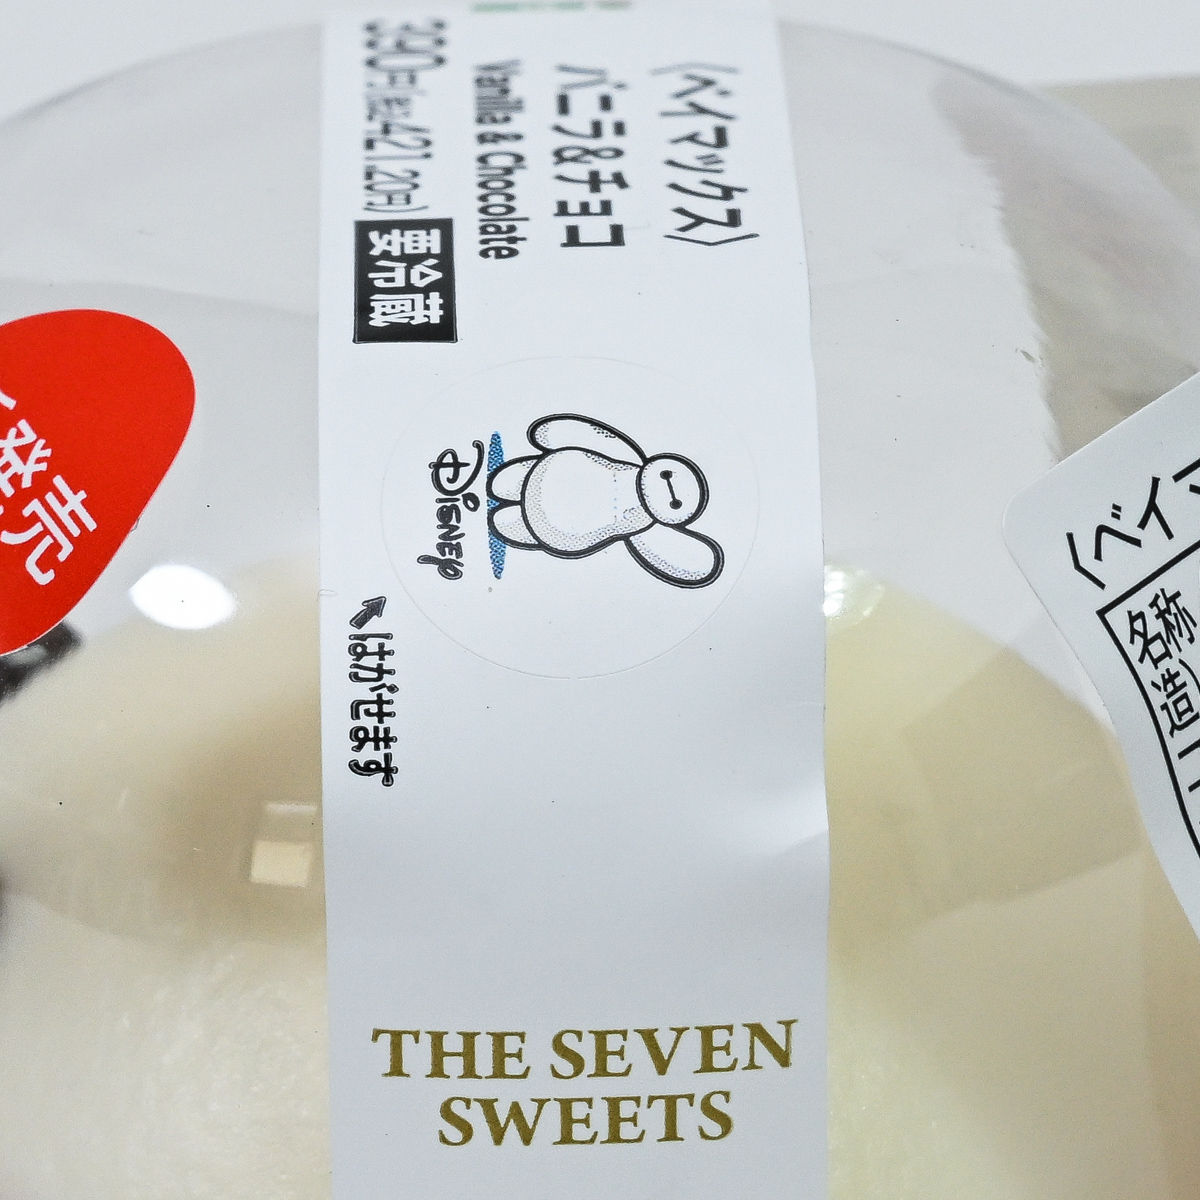 〈ベイマックス〉
バニラ&チョコ
Vanilla & Chocolate
390円(税込421.20円)
要冷蔵
Disney
↖はがせます
THE SEVEN
SWEETS
発売
〈ベイ
名称
造)